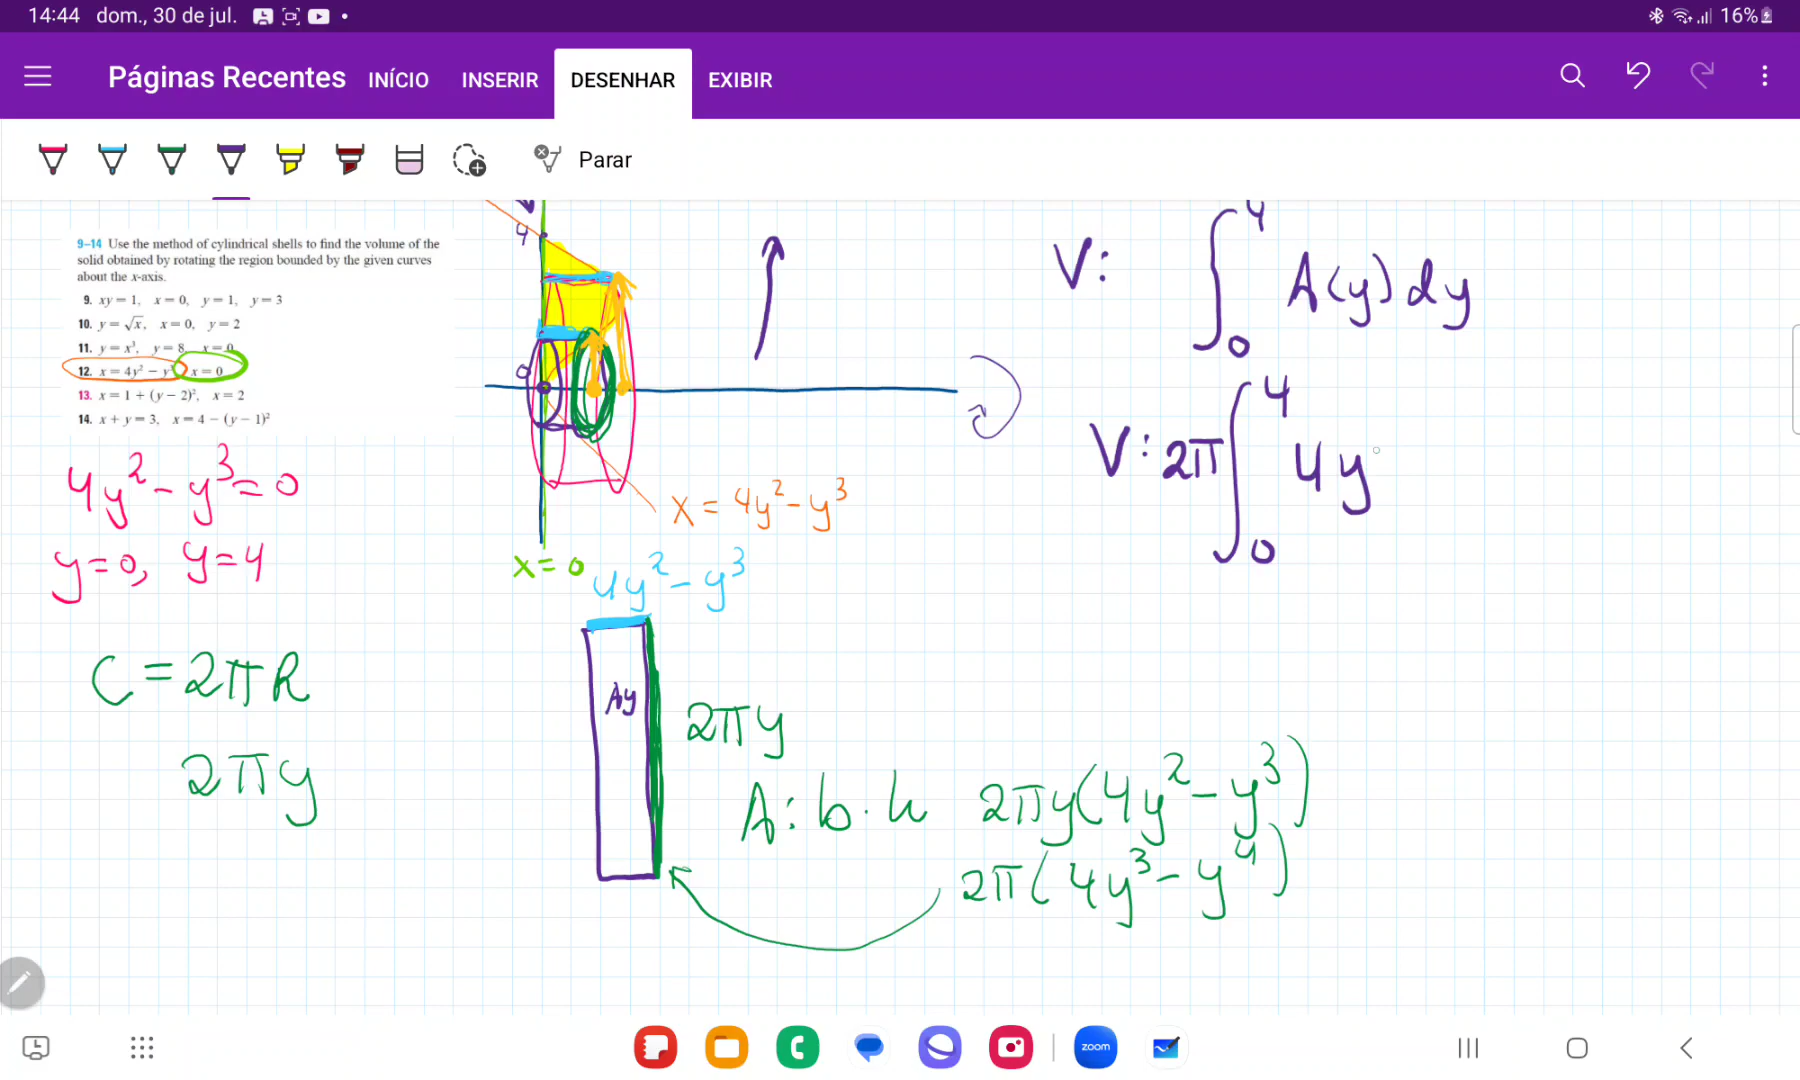 14:44 dom., 30 de jul.
16%
Páginas Recentes INÍCIO INSERIR DESENHAR EXIBIR
Parar
9–14 Use the method of cylindrical shells to find the volume of the
solid obtained by rotating the region bounded by the given curves
about the x-axis.
9. xy = 1, x = 0, y = 1, y = 3
10. y = √x, x = 0, y = 2
11. y = x³, y = 8, x = 0
12. x = 4y² − y³ x = 0
13. x = 1 + (y − 2)², x = 2
14. x + y = 3, x = 4 − (y − 1)²
4y² - y³ = 0
y = 0, y = 4
C = 2πR
2πy
4
0
x = 4y² - y³
x = 0
4y² - y³
Ay
2πy
A: b.h 2πy(4y² - y³)
2π(4y³ - y⁴)
V: ∫₀⁴ A(y) dy
V: 2π ∫₀⁴ 4y
zoom